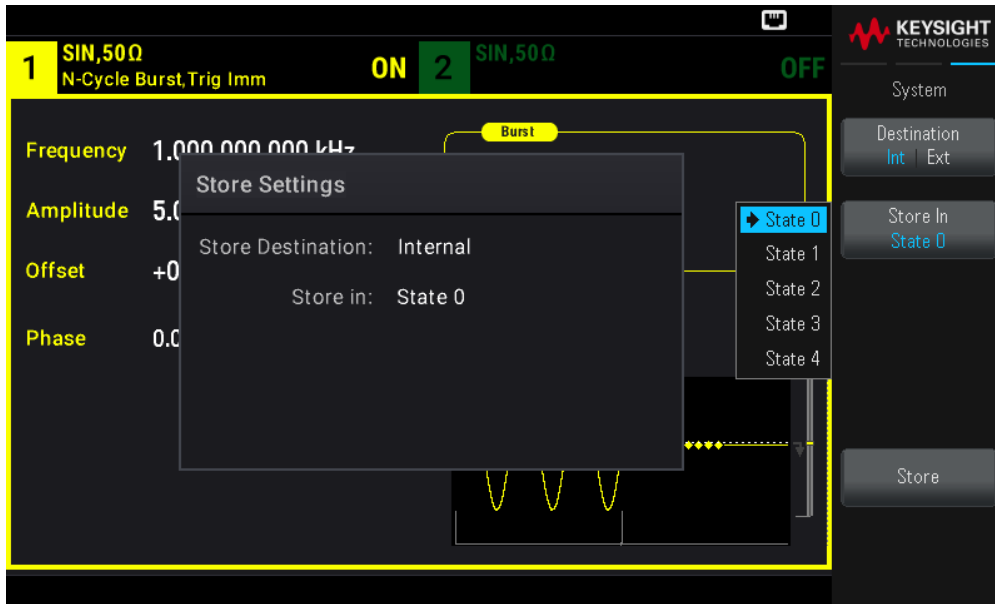 KEYSIGHT
TECHNOLOGIES
1 SIN,50Ω
N-Cycle Burst,Trig Imm
ON
2 SIN,50Ω
OFF
System
Destination
Int | Ext
Store In
State 0
Store
Frequency
Amplitude
Offset
Phase
Burst
Store Settings
Store Destination: Internal
Store in: State 0
State 0
State 1
State 2
State 3
State 4